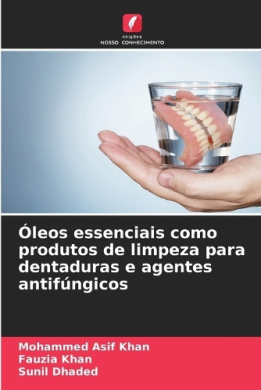 edições
NOSSO CONHECIMENTO
Óleos essenciais como
produtos de limpeza para
dentaduras e agentes
antifúngicos
Mohammed Asif Khan
Fauzia Khan
Sunil Dhaded